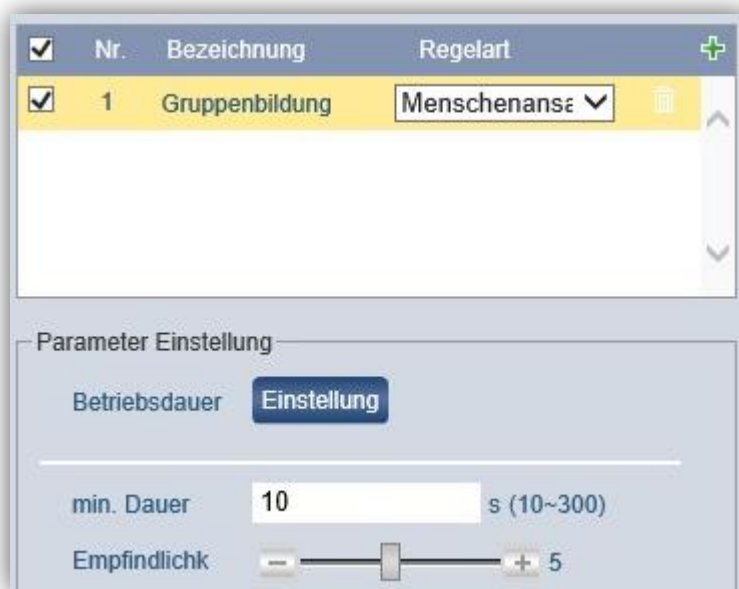 Nr. Bezeichnung Regelart
1 Gruppenbildung Menschenansa
Parameter Einstellung
Betriebsdauer Einstellung
min. Dauer 10 s (10~300)
Empfindlichk 5